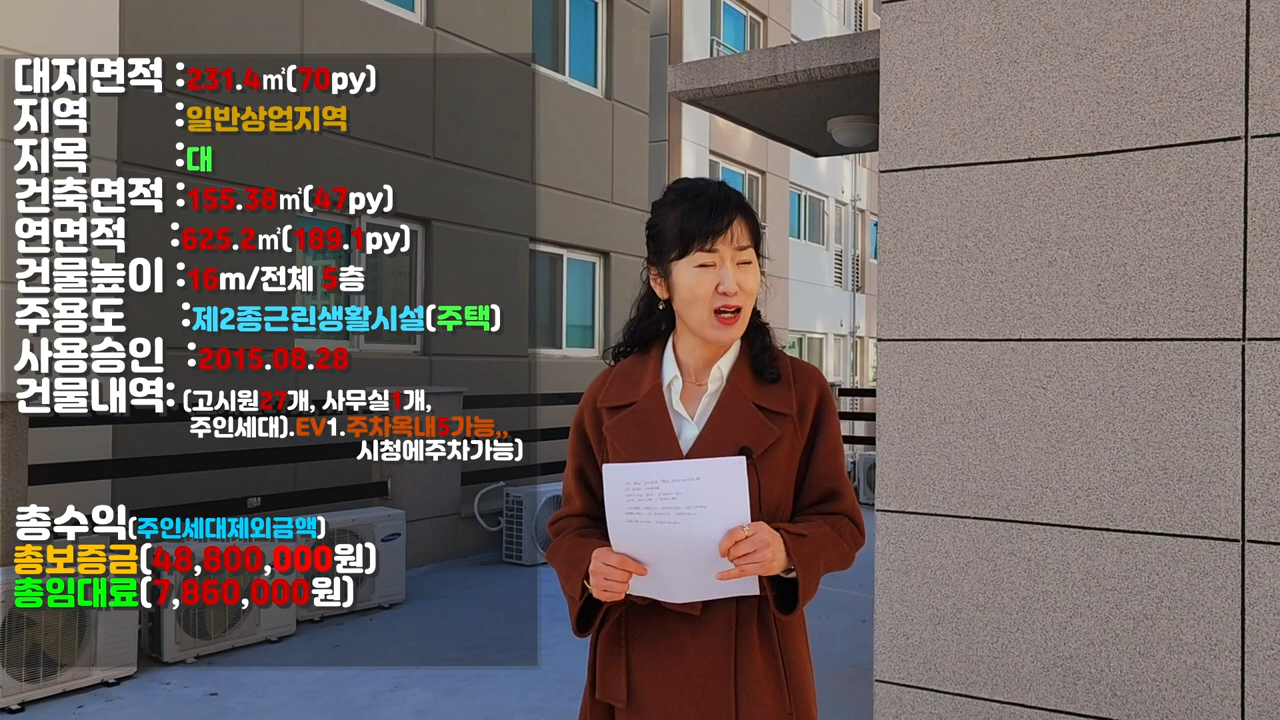 대지면적 :231.4㎡(70py)
지역 :일반상업지역
지목 :대
건축면적 :155.38㎡(47py)
연면적 :625.2㎡(189.1py)
건물높이 :16m/전체 5층
주용도 :제2종근린생활시설(주택)
사용승인 :2015.08.28
건물내역: (고시원27개, 사무실1개,
주인세대).EV1.주차옥내5가능,,
시청에주차가능)
총수익(주인세대제외금액)
총보증금(48,800,000원)
총임대료(7,860,000원)
SAMSUNG